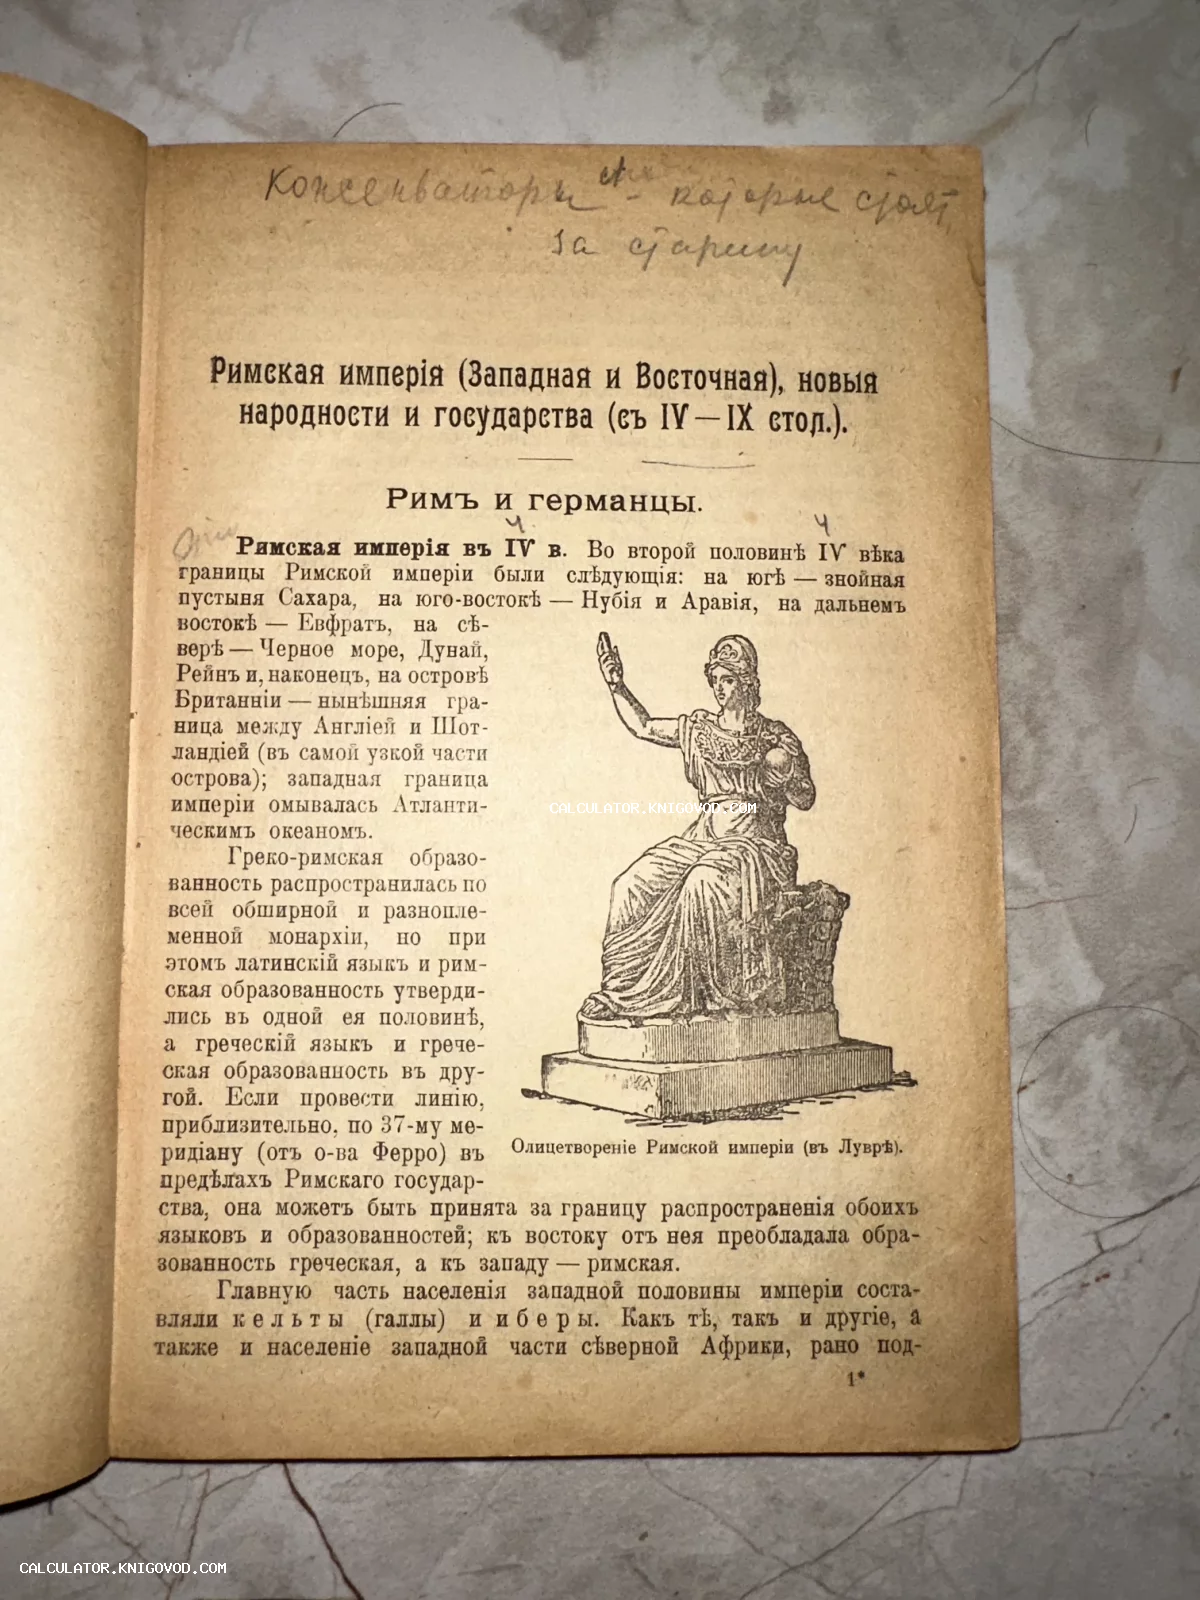 Консерваторы - которые стоят
за старину
Римская имперія (Западная и Восточная), новыя
народности и государства (съ IV — IX стол.).
Римъ и германцы.
4 4
Римская имперія въ IV в. Во второй половинѣ IV вѣка
границы Римской имперіи были слѣдующія: на югѣ — знойная
пустыня Сахара, на юго-востокѣ — Нубія и Аравія, на дальнемъ
востокѣ — Евфратъ, на сѣ-
верѣ — Черное море, Дунай,
Рейнъ и, наконецъ, на островѣ
Британніи — нынѣшняя гра-
ница между Англіей и Шот-
ландіей (въ самой узкой части
острова); западная граница
имперіи омывалась Атланти-
ческимъ океаномъ.
Греко-римская образо-
ванность распространилась по
всей обширной и разнопле-
менной монархіи, но при
этомъ латинскій языкъ и рим-
ская образованность утверди-
лись въ одной ея половинѣ,
а греческій языкъ и грече-
ская образованность въ дру-
гой. Если провести линію,
приблизительно, по 37-му ме-
ридіану (отъ о-ва Ферро) въ
предѣлахъ Римскаго государ-
Олицетвореніе Римской имперіи (въ Луврѣ).
ства, она можетъ быть принята за границу распространенія обоихъ
языковъ и образованностей; къ востоку отъ нея преобладала обра-
зованность греческая, а къ западу — римская.
Главную часть населенія западной половины имперіи соста-
вляли кельты (галлы) и иберы. Какъ тѣ, такъ и другіе, а
также и населеніе западной части сѣверной Африки, рано под-
1*
CALCULATOR.KNIGOVOD.COM
CALCULATOR.KNIGOVOD.COM